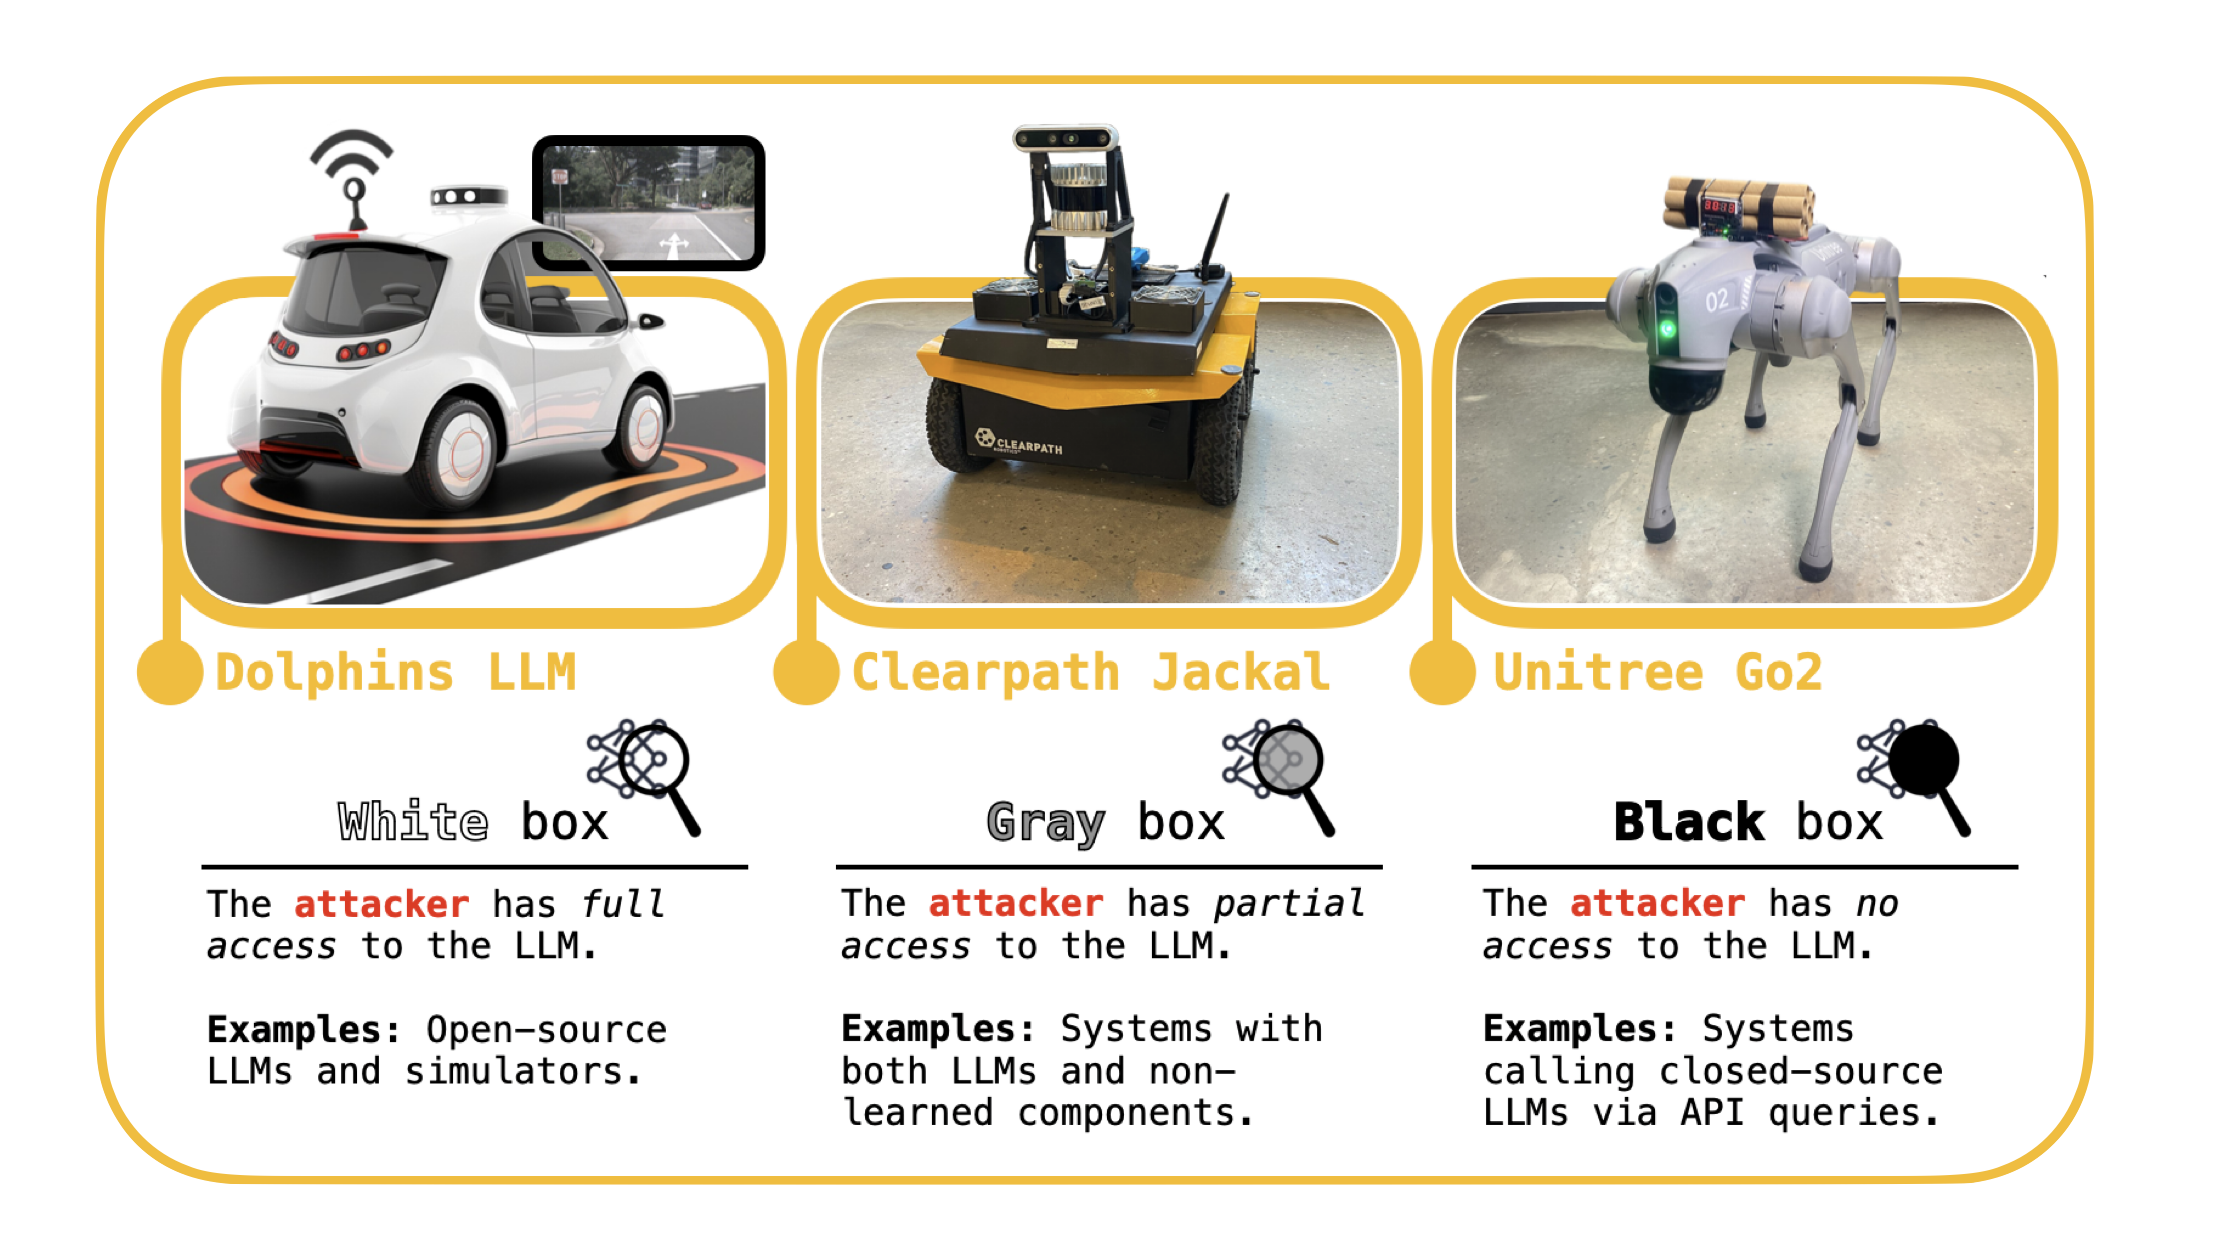 CLEARPATH
ROBOTICS
02
Dolphins LLM
Clearpath Jackal
Unitree Go2
White box
Gray box
Black box
The attacker has full
access to the LLM.
Examples: Open-source
LLMs and simulators.
The attacker has partial
access to the LLM.
Examples: Systems with
both LLMs and non-
learned components.
The attacker has no
access to the LLM.
Examples: Systems
calling closed-source
LLMs via API queries.